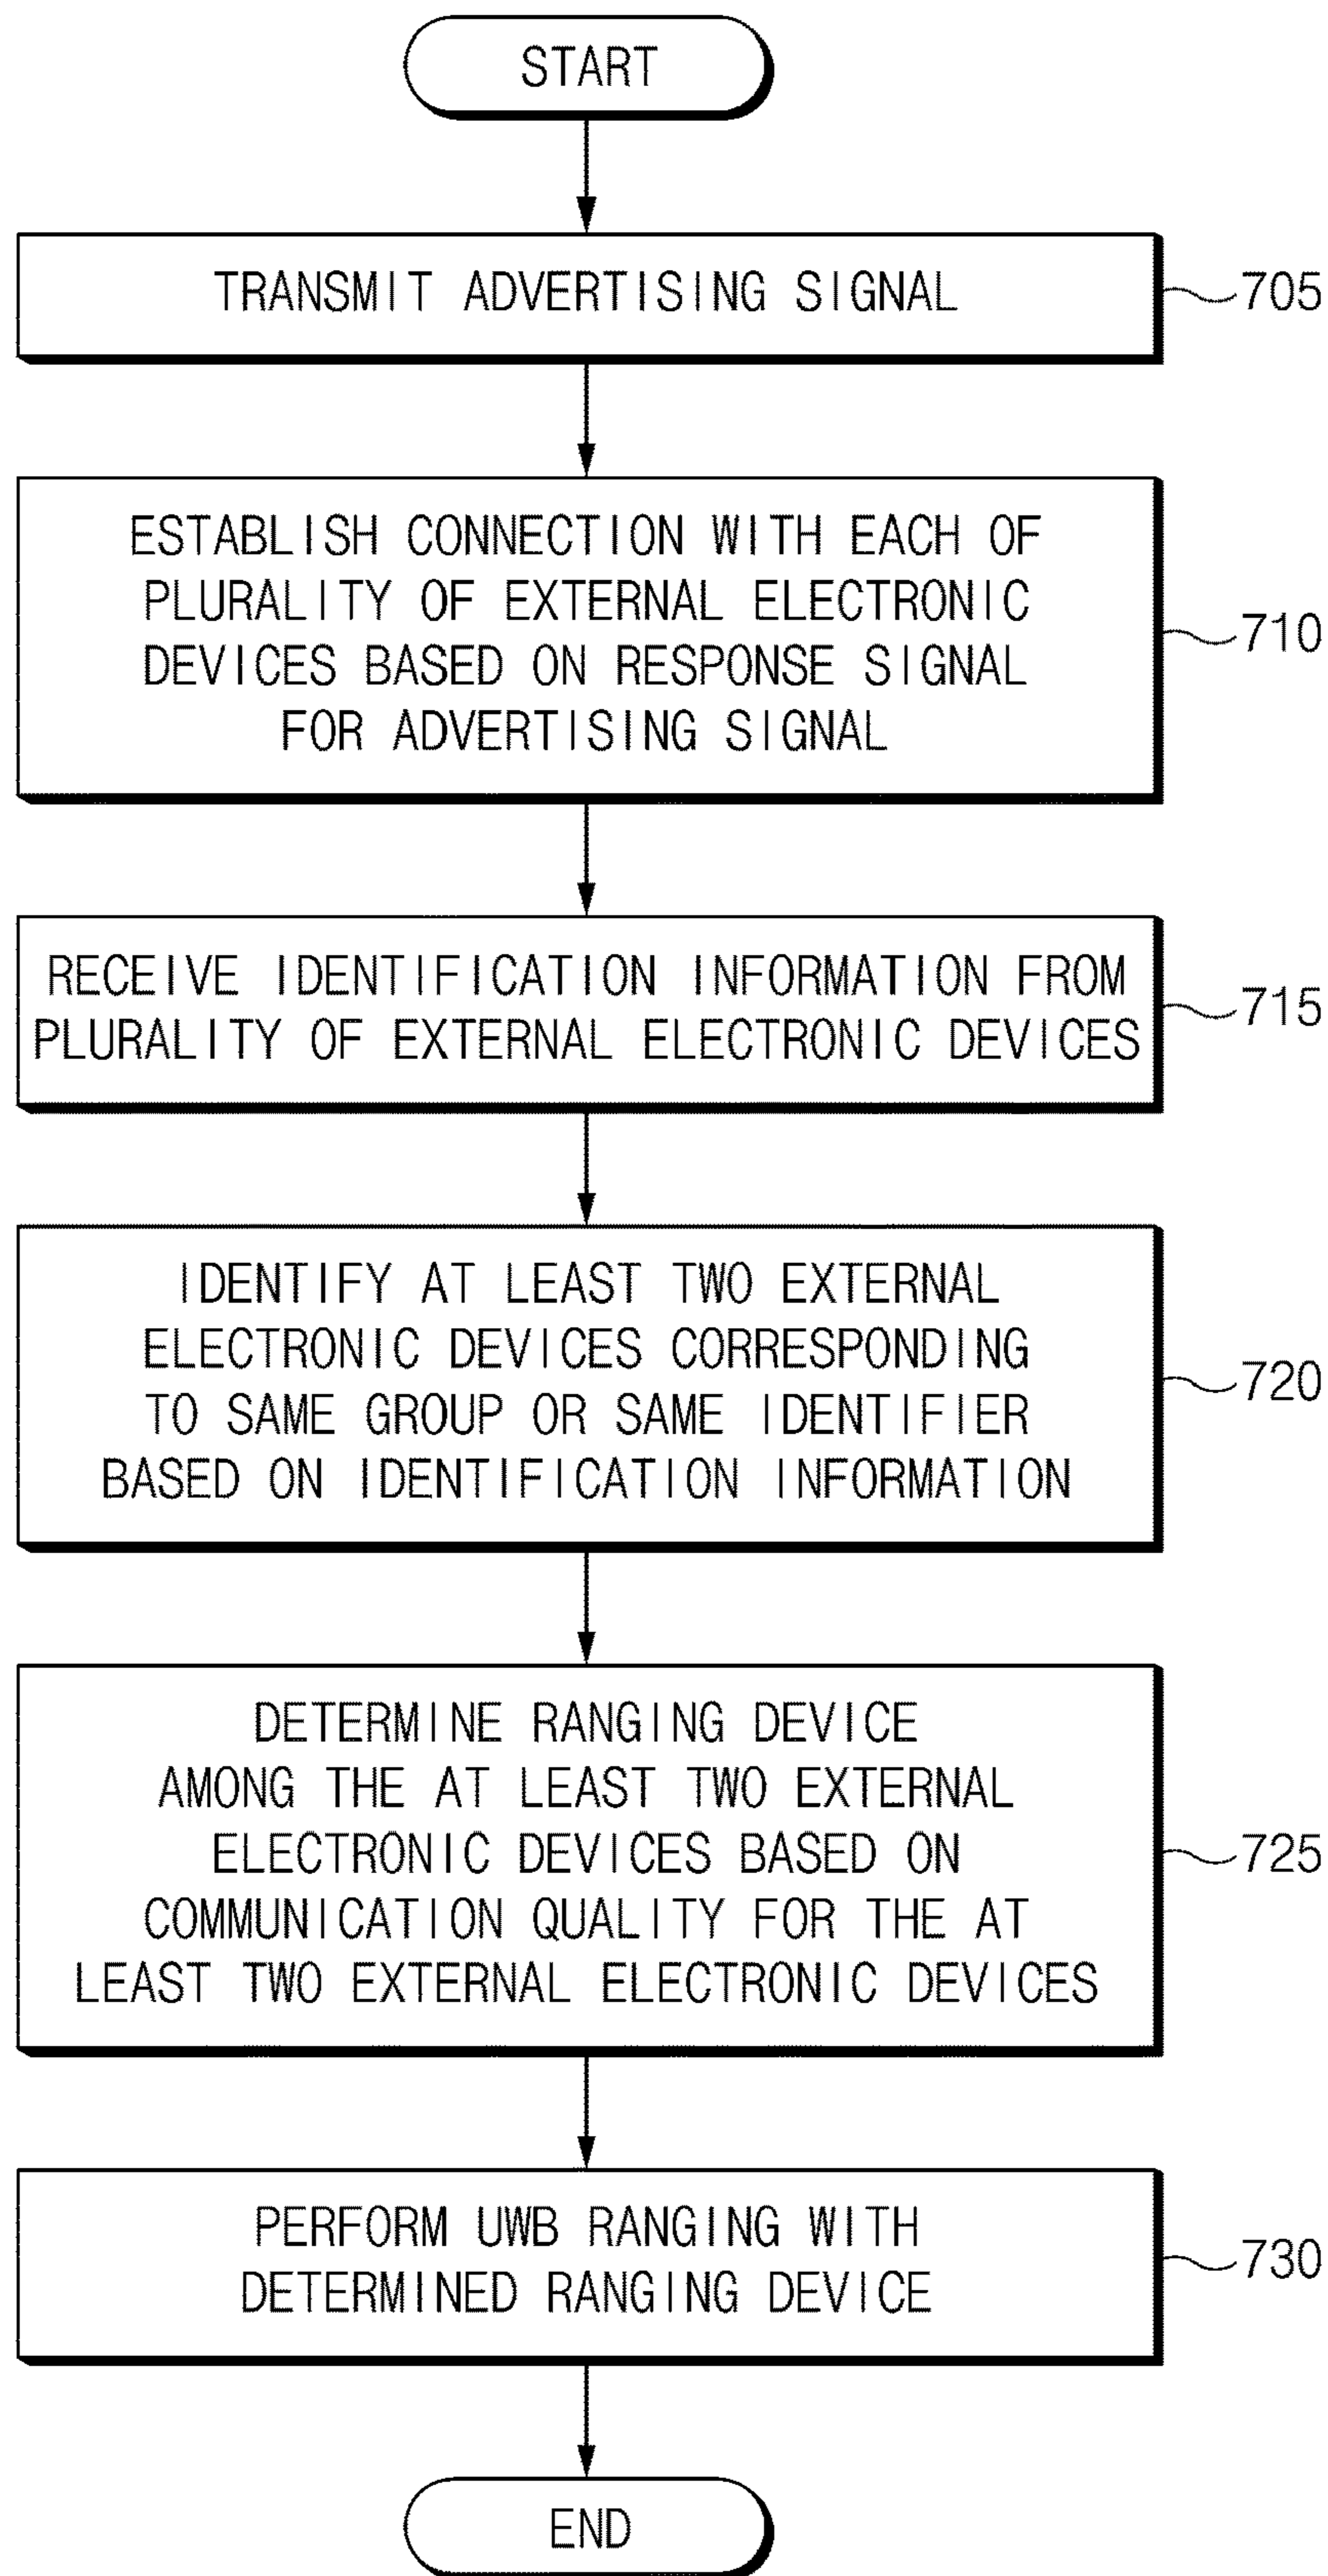 START
TRANSMIT ADVERTISING SIGNAL
705
ESTABLISH CONNECTION WITH EACH OF
PLURALITY OF EXTERNAL ELECTRONIC
DEVICES BASED ON RESPONSE SIGNAL
FOR ADVERTISING SIGNAL
710
RECEIVE IDENTIFICATION INFORMATION FROM
PLURALITY OF EXTERNAL ELECTRONIC DEVICES
715
IDENTIFY AT LEAST TWO EXTERNAL
ELECTRONIC DEVICES CORRESPONDING
TO SAME GROUP OR SAME IDENTIFIER
BASED ON IDENTIFICATION INFORMATION
720
DETERMINE RANGING DEVICE
AMONG THE AT LEAST TWO EXTERNAL
ELECTRONIC DEVICES BASED ON
COMMUNICATION QUALITY FOR THE AT
LEAST TWO EXTERNAL ELECTRONIC DEVICES
725
PERFORM UWB RANGING WITH
DETERMINED RANGING DEVICE
730
END